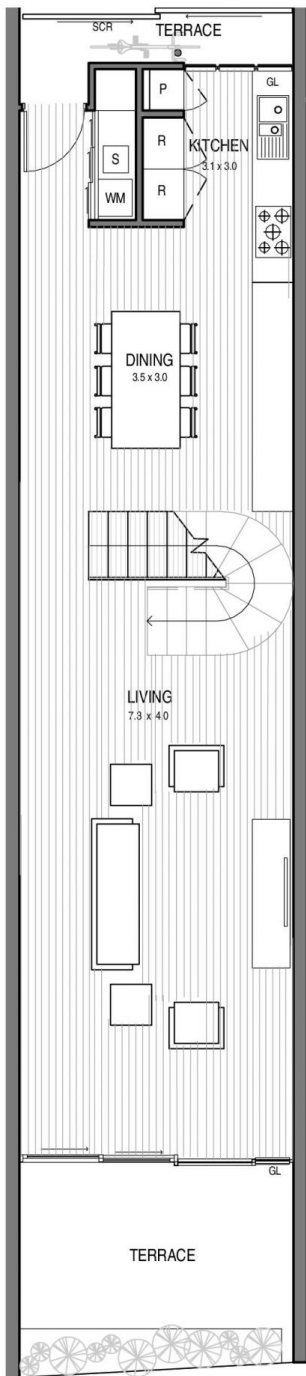 SCR
TERRACE
P
GL
R
KITCHEN
3.1 x 3.0
S
R
WM
DINING
3.5 x 3.0
LIVING
7.3 x 4.0
GL
TERRACE